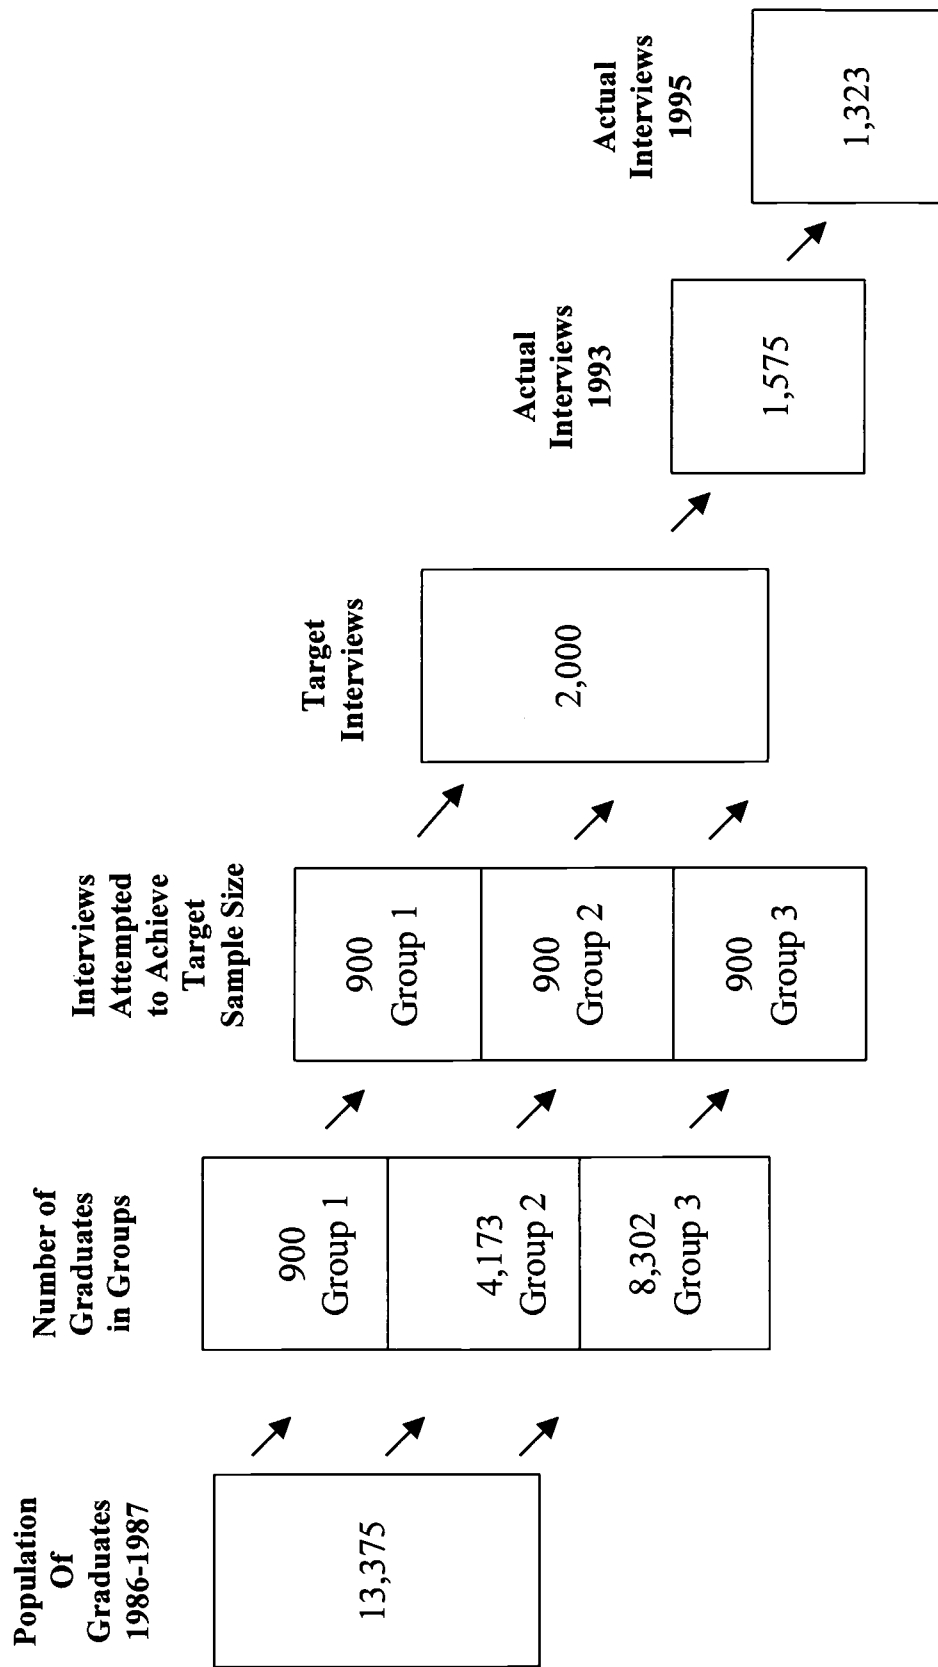 Population
Of
Graduates
1986-1987
13,375
Number of
Graduates
in Groups
900
Group 1
4,173
Group 2
8,302
Group 3
Interviews
Attempted
to Achieve
Target
Sample Size
900
Group 1
900
Group 2
900
Group 3
Target
Interviews
2,000
Actual
Interviews
1993
1,575
Actual
Interviews
1995
1,323